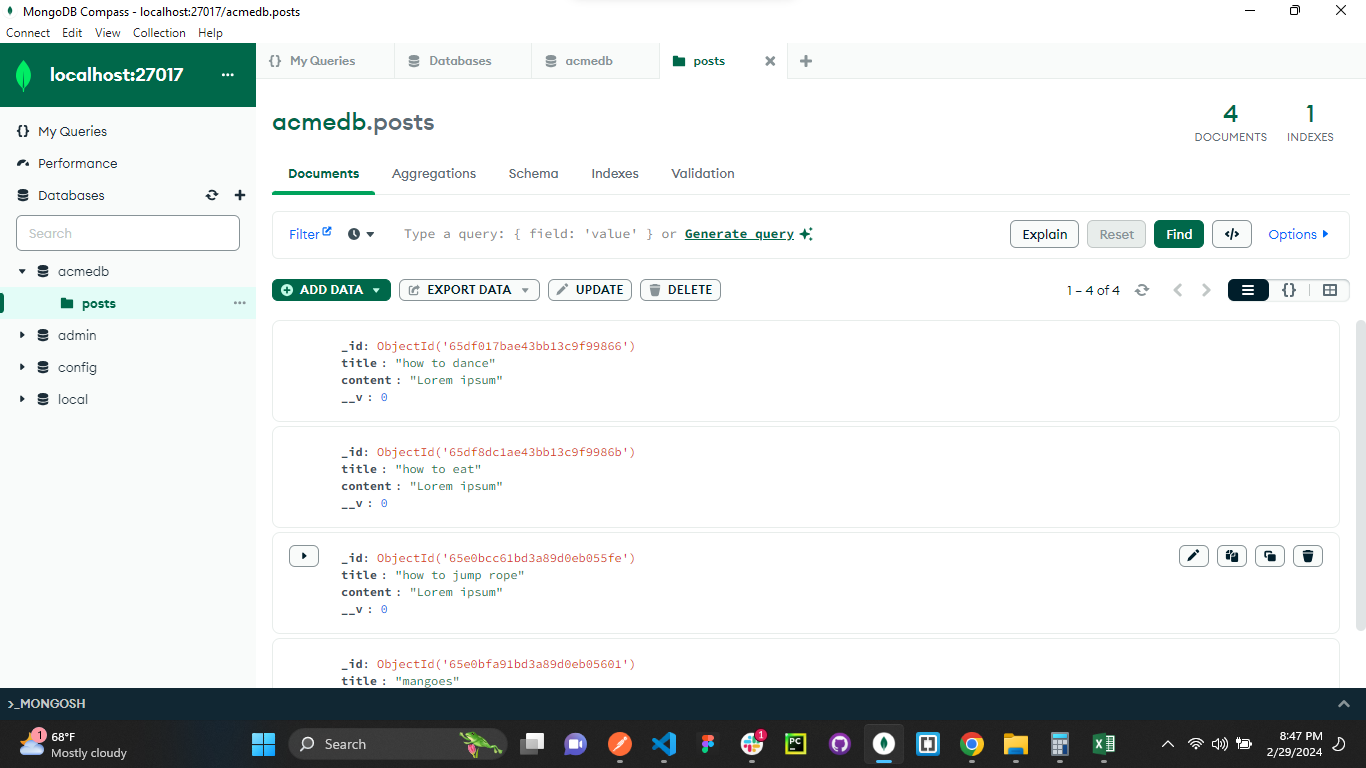 MongoDB Compass - localhost:27017/acmedb.posts
Connect Edit View Collection Help
localhost:27017 ...
{} My Queries
Databases
acmedb
posts
My Queries
Performance
Databases
Search
acmedb
posts
admin
config
local
acmedb.posts
4
DOCUMENTS
1
INDEXES
Documents Aggregations Schema Indexes Validation
Filter
Type a query: { field: 'value' } or Generate query
Explain Reset Find </> Options
ADD DATA EXPORT DATA UPDATE DELETE
1 – 4 of 4
{}
_id: ObjectId('65df017bae43bb13c9f99866')
title : "how to dance"
content : "Lorem ipsum"
__v : 0
_id: ObjectId('65df8dc1ae43bb13c9f9986b')
title : "how to eat"
content : "Lorem ipsum"
__v : 0
_id: ObjectId('65e0bcc61bd3a89d0eb055fe')
title : "how to jump rope"
content : "Lorem ipsum"
__v : 0
_id: ObjectId('65e0bfa91bd3a89d0eb05601')
title : "mangoes"
>_MONGOSH
1
68°F
Mostly cloudy
Search
1
PC
8:47 PM
2/29/2024